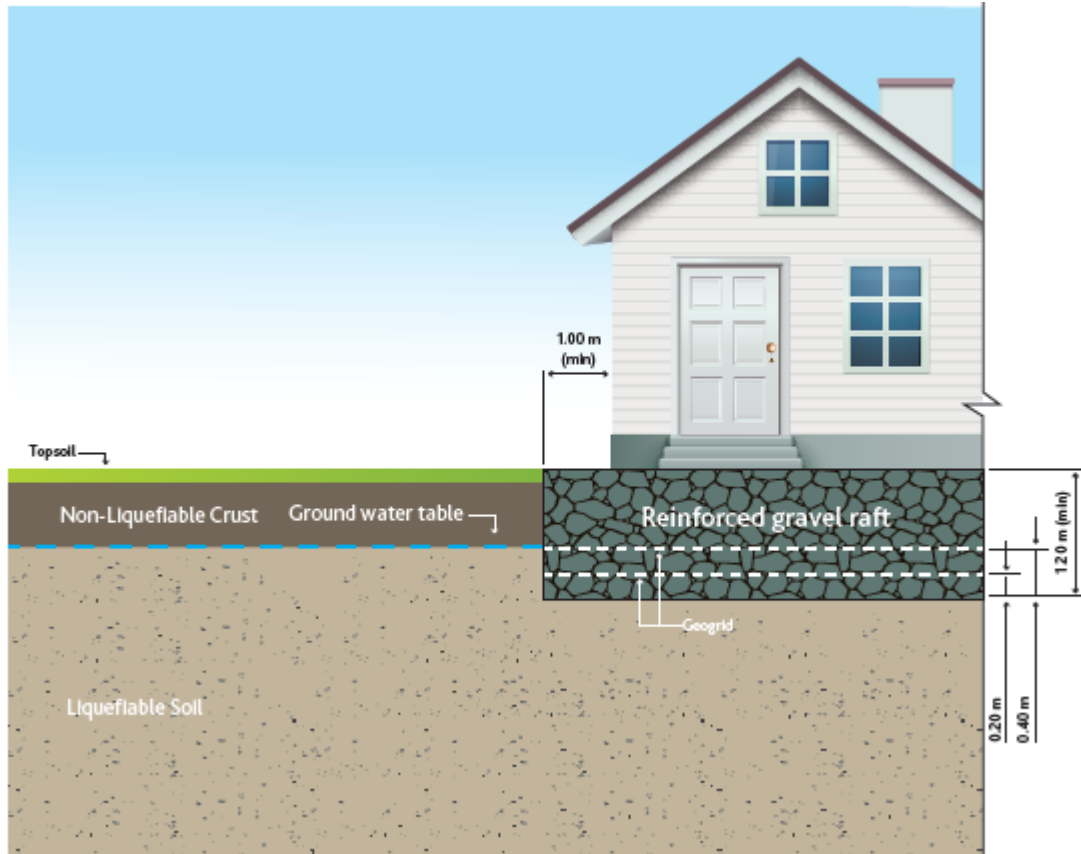 1.00 m
(min)
Topsoil
Non-Liquefiable Crust
Ground water table
Reinforced gravel raft
1.20 m (min)
Geogrid
Liquefiable Soil
0.20 m
0.40 m